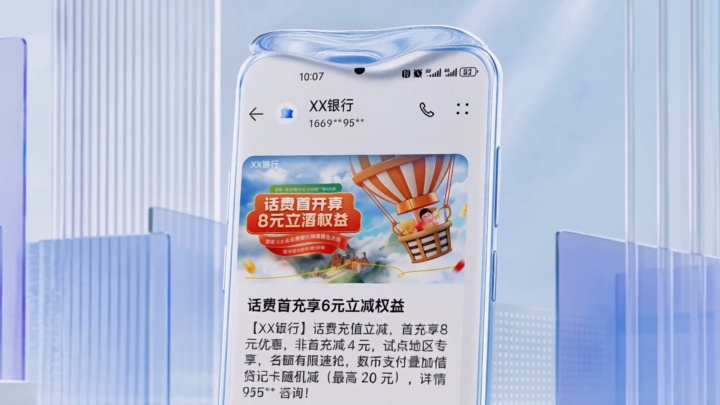 10:07
XX银行
1669**95**
XX银行
话费首开享
8元立减权益
话费首充享6元立减权益
【XX银行】话费充值立减，首充享8
元优惠，非首充减4元，试点地区专
享，名额有限速抢，数币支付叠加借
贷记卡随机减（最高20元），详情
955**咨询！